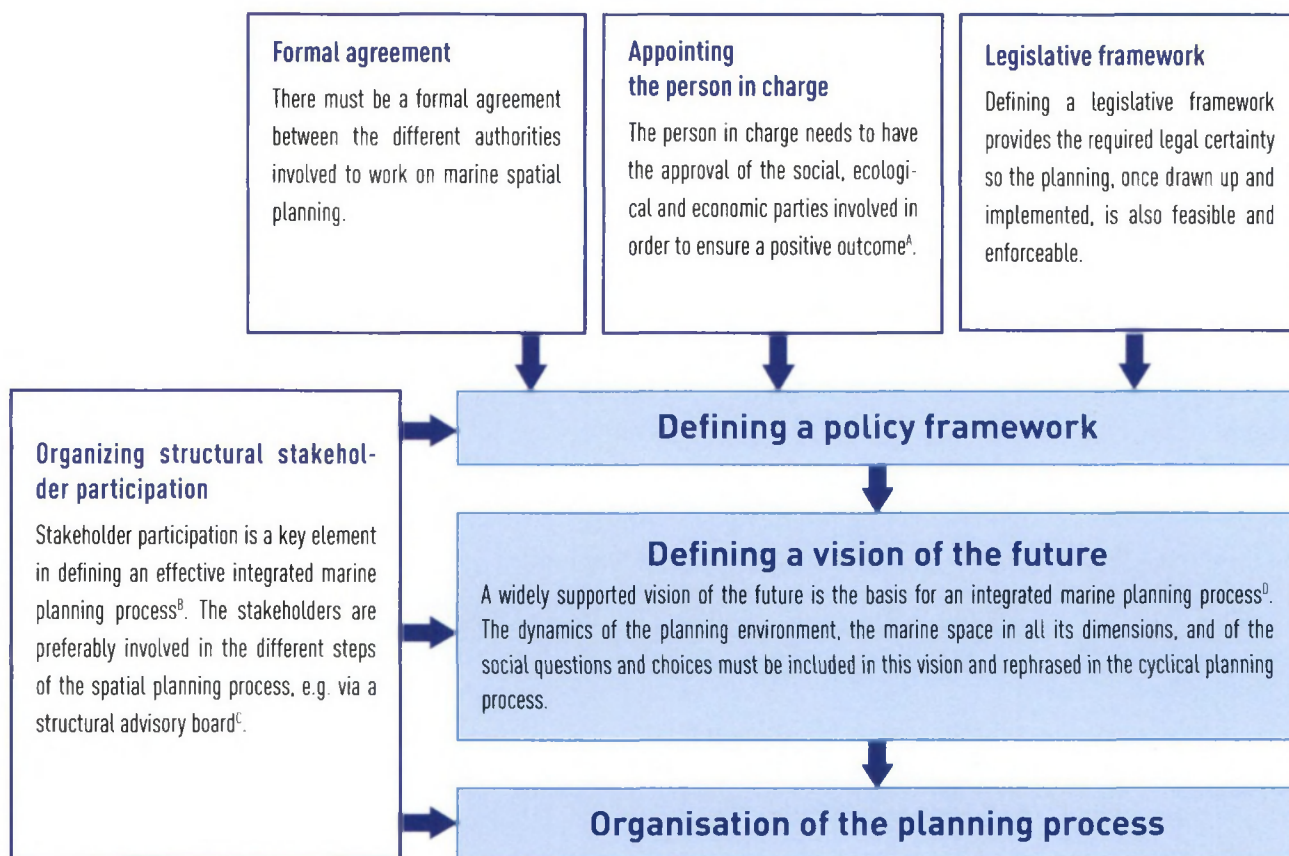 Formal agreement
There must be a formal agreement
between the different authorities
involved to work on marine spatial
planning.
Appointing
the person in charge
The person in charge needs to have
the approval of the social, ecologi-
cal and economic parties involved in
order to ensure a positive outcomeᴬ.
Legislative framework
Defining a legislative framework
provides the required legal certainty
so the planning, once drawn up and
implemented, is also feasible and
enforceable.
Organizing structural stakehol-
der participation
Stakeholder participation is a key element
in defining an effective integrated marine
planning processᴮ. The stakeholders are
preferably involved in the different steps
of the spatial planning process, e.g. via a
structural advisory boardᶜ.
Defining a policy framework
Defining a vision of the future
A widely supported vision of the future is the basis for an integrated marine planning processᴰ.
The dynamics of the planning environment, the marine space in all its dimensions, and of the
social questions and choices must be included in this vision and rephrased in the cyclical planning
process.
Organisation of the planning process